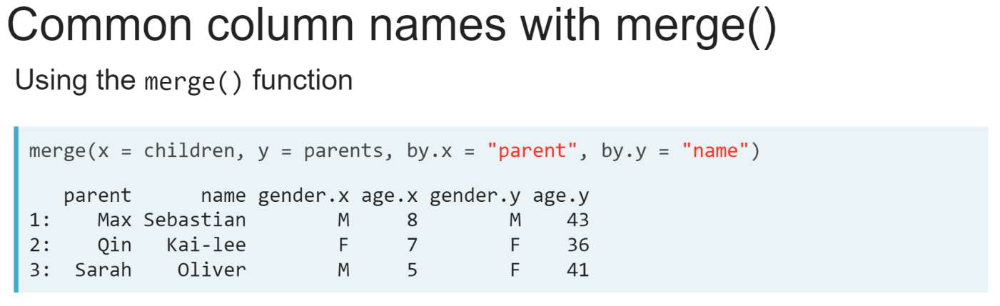 Common column names with merge()
Using the merge() function
merge(x = children, y = parents, by.x = "parent", by.y = "name")
parent name gender.x age.x gender.y age.y
1: Max Sebastian M 8 M 43
2: Qin Kai-lee F 7 F 36
3: Sarah Oliver M 5 F 41